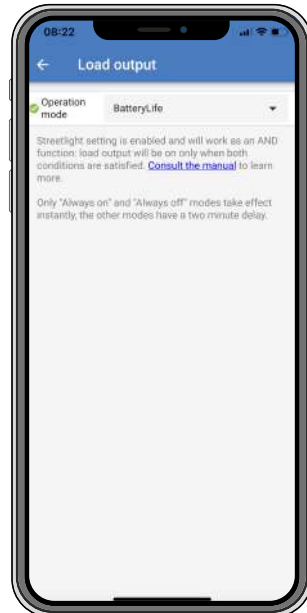 08:22
Load output
Operation
mode
BatteryLife
Streetlight setting is enabled and will work as an AND
function: load output will be on only when both
conditions are satisfied. Consult the manual to learn
more.
Only "Always on" and "Always off" modes take effect
instantly, the other modes have a two minute delay.